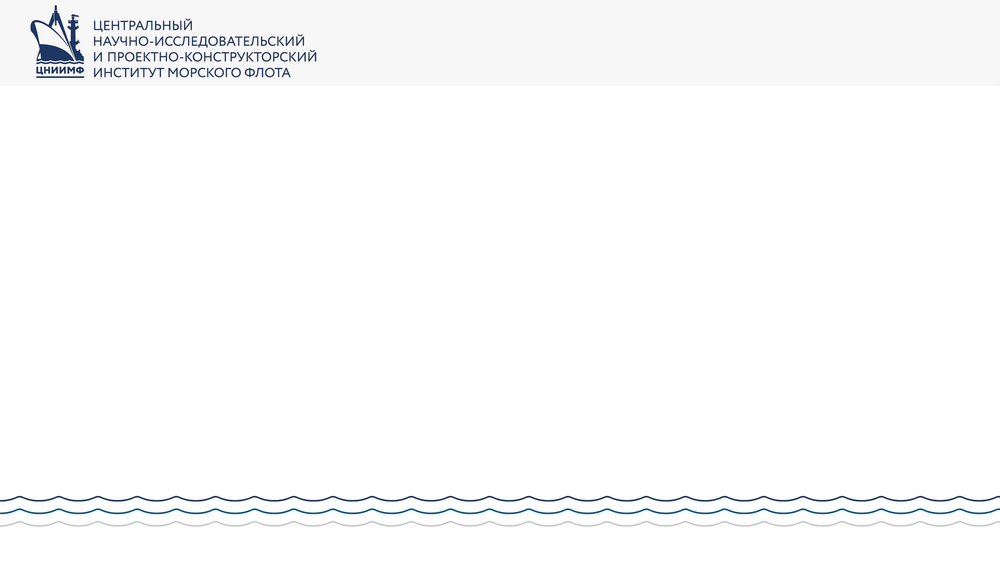 ЦНИИМФ
ЦЕНТРАЛЬНЫЙ
НАУЧНО-ИССЛЕДОВАТЕЛЬСКИЙ
И ПРОЕКТНО-КОНСТРУКТОРСКИЙ
ИНСТИТУТ МОРСКОГО ФЛОТА